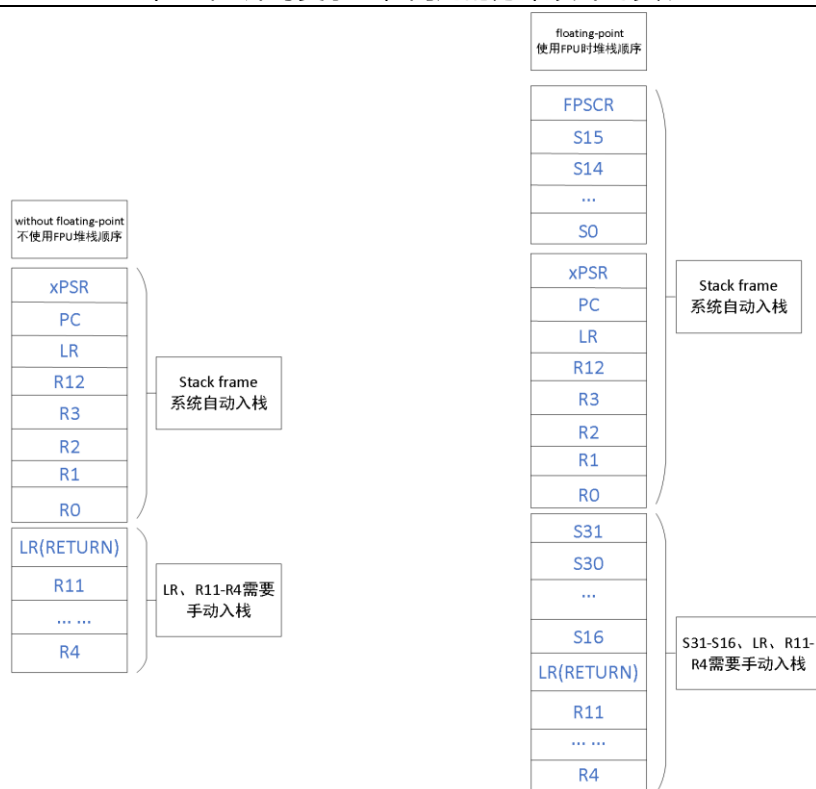 floating-point
使用FPU时堆栈顺序
FPSCR
S15
S14
...
S0
xPSR
PC
LR
R12
R3
R2
R1
R0
Stack frame
系统自动入栈
S31
S30
...
S16
LR(RETURN)
R11
... ...
R4
S31-S16、LR、R11-
R4需要手动入栈
without floating-point
不使用FPU堆栈顺序
xPSR
PC
LR
R12
R3
R2
R1
R0
Stack frame
系统自动入栈
LR(RETURN)
R11
... ...
R4
LR、R11-R4需要
手动入栈